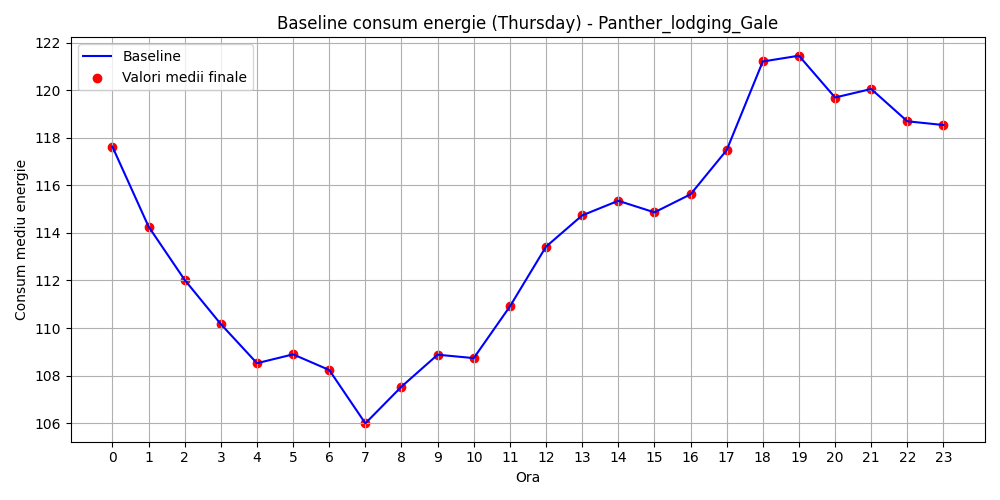 Baseline consum energie (Thursday) - Panther_lodging_Gale
Baseline
Valori medii finale
Consum mediu energie
122
120
118
116
114
112
110
108
106
0 1 2 3 4 5 6 7 8 9 10 11 12 13 14 15 16 17 18 19 20 21 22 23
Ora